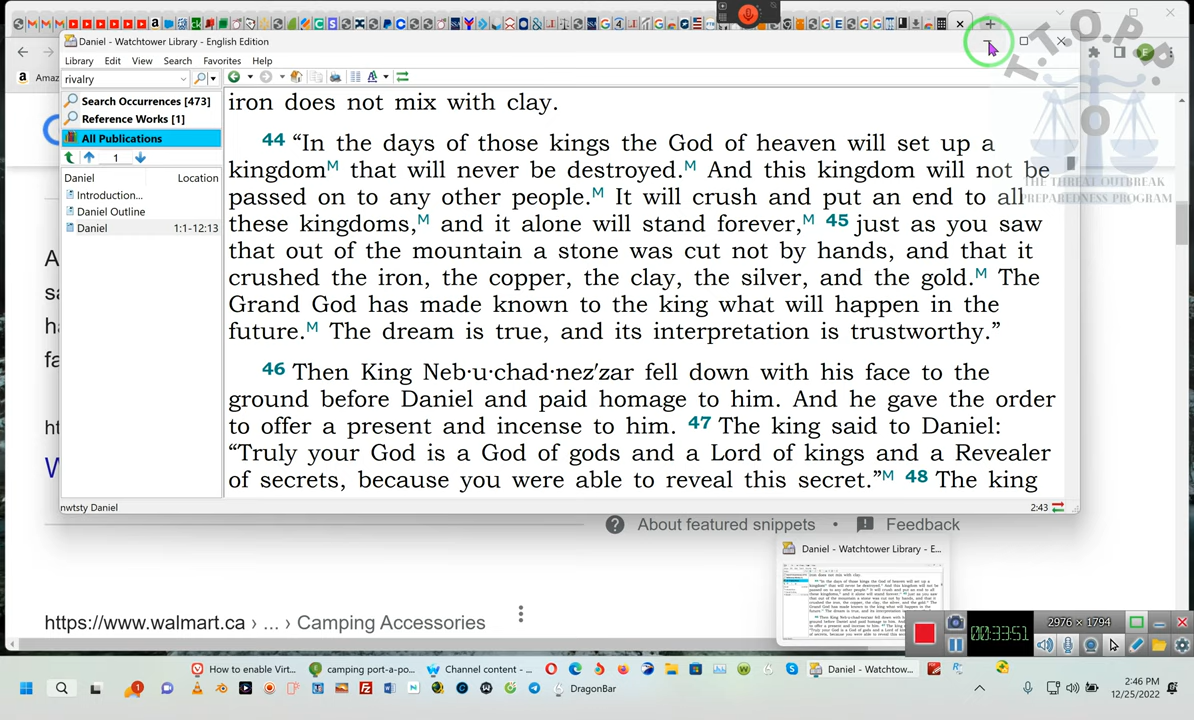 Daniel - Watchtower Library - English Edition
Library Edit View Search Favorites Help
rivalry
Search Occurrences [473]
Reference Works [1]
All Publications
1
Daniel Location
Introduction...
Daniel Outline
Daniel 1:1-12:13
iron does not mix with clay.
44 “In the days of those kings the God of heaven will set up a
kingdomM that will never be destroyed.M And this kingdom will not be
passed on to any other people.M It will crush and put an end to all
these kingdoms,M and it alone will stand forever,M 45 just as you saw
that out of the mountain a stone was cut not by hands, and that it
crushed the iron, the copper, the clay, the silver, and the gold.M The
Grand God has made known to the king what will happen in the
future.M The dream is true, and its interpretation is trustworthy.”
46 Then King Neb·u·chad·nezʹzar fell down with his face to the
ground before Daniel and paid homage to him. And he gave the order
to offer a present and incense to him. 47 The king said to Daniel:
“Truly your God is a God of gods and a Lord of kings and a Revealer
of secrets, because you were able to reveal this secret.”M 48 The king
nwtsty Daniel 2:43
Amaz
T.T.O.P.P.
O
THE THREAT OUTBREAK
PREPAREDNESS PROGRAM
About featured snippets • Feedback
Daniel - Watchtower Library - E...
https://www.walmart.ca › ... › Camping Accessories
00:33:51
2976 x 1794
How to enable Virt...
camping port-a-po...
Channel content - ...
Daniel - Watchtow...
DragonBar
2:46 PM
12/25/2022